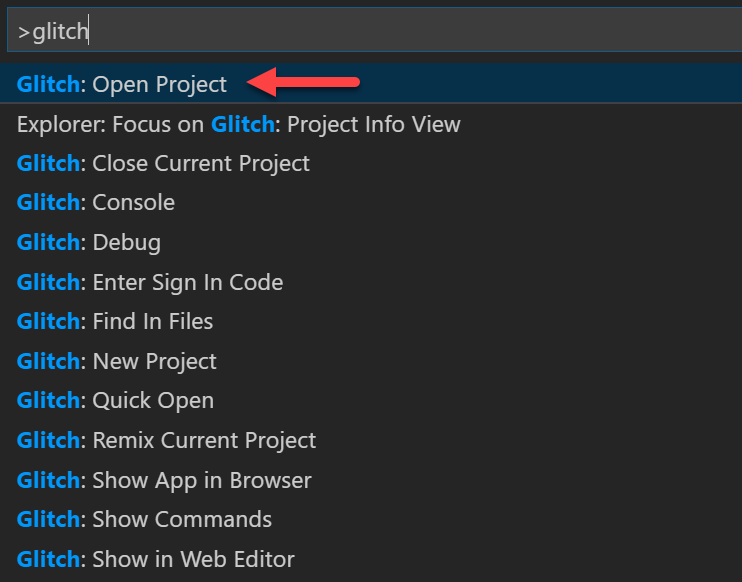 >glitch
Glitch: Open Project
Explorer: Focus on Glitch: Project Info View
Glitch: Close Current Project
Glitch: Console
Glitch: Debug
Glitch: Enter Sign In Code
Glitch: Find In Files
Glitch: New Project
Glitch: Quick Open
Glitch: Remix Current Project
Glitch: Show App in Browser
Glitch: Show Commands
Glitch: Show in Web Editor